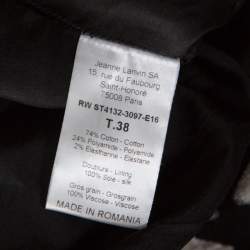 Jeanne Lanvin SA
15, rue du Faubourg
Saint-Honoré
75008 Paris
RW ST4132-3097-E16
T.38
74% Coton - Cotton
24% Polyamide - Polyamide
2% Elasthanne - Elastane
Doublure - Lining
100% Soie - silk
Gros grain - Grosgrain
100% Viscose - Viscose
MADE IN ROMANIA